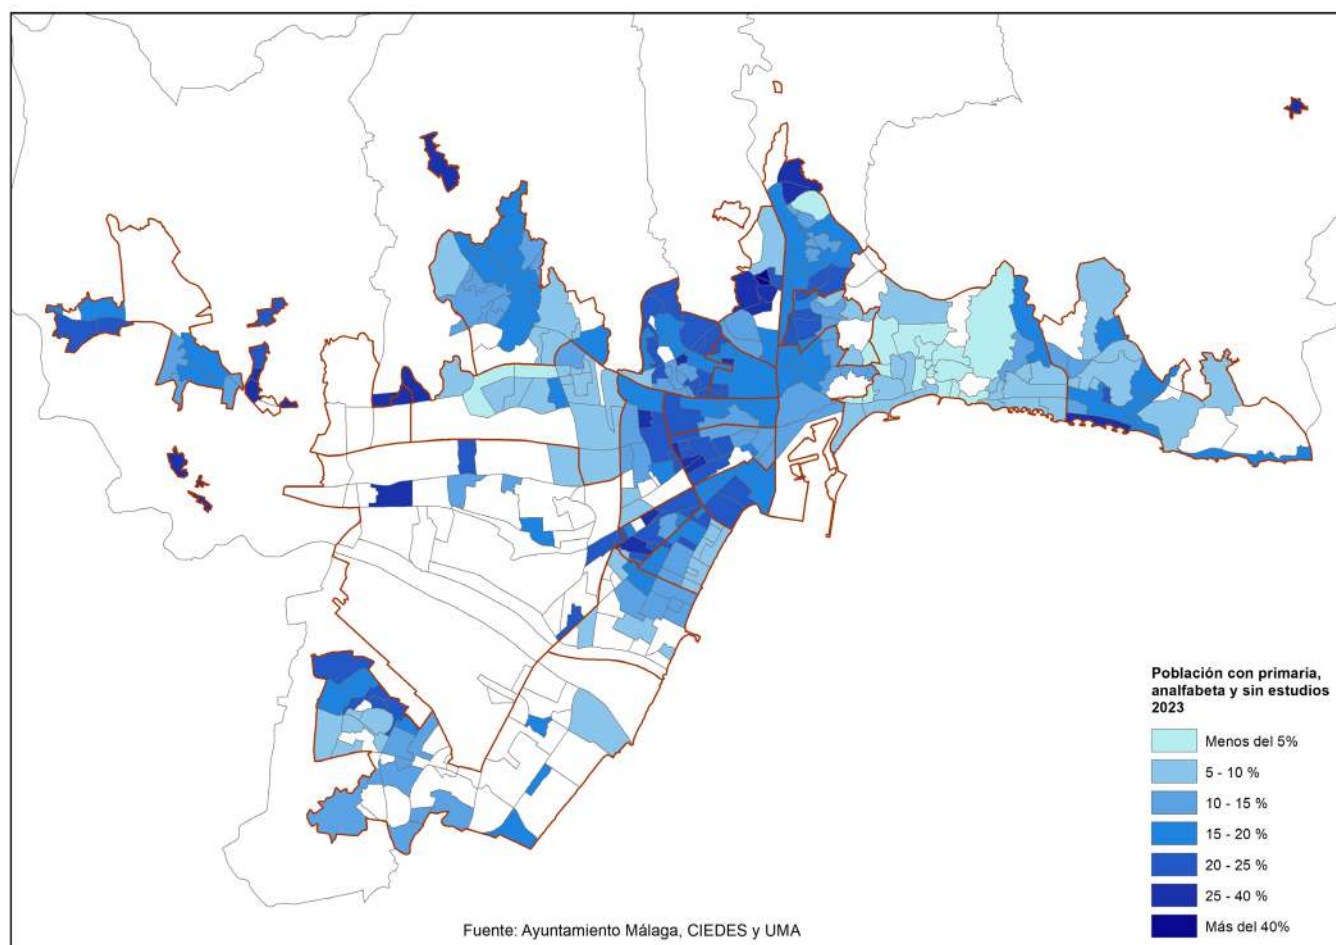 Población con primaria,
analfabeta y sin estudios
2023
Menos del 5%
5 - 10 %
10 - 15 %
15 - 20 %
20 - 25 %
25 - 40 %
Más del 40%
Fuente: Ayuntamiento Málaga, CIEDES y UMA